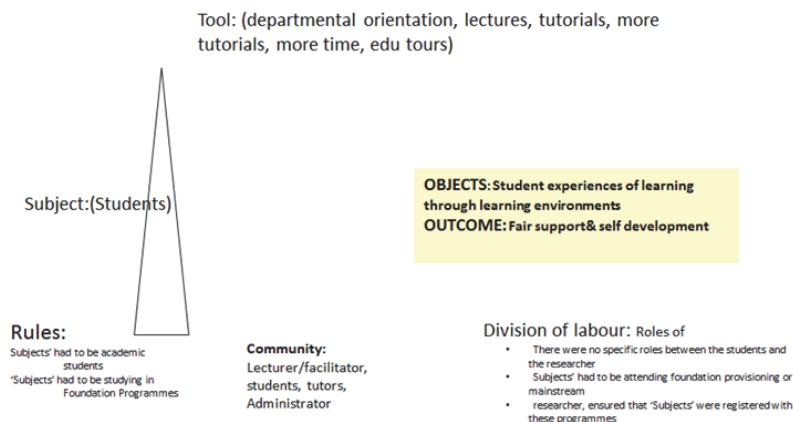 Tool: (departmental orientation, lectures, tutorials, more
tutorials, more time, edu tours)
Subject:(Students)
OBJECTS: Student experiences of learning
through learning environments
OUTCOME: Fair support& self development
Rules:
Subjects' had to be academic
students
'Subjects' had to be studying in
Foundation Programmes
Community:
Lecturer/facilitator,
students, tutors,
Administrator
Division of labour: Roles of
• There were no specific roles between the students and
the researcher
• Subjects' had to be attending foundation provisioning or
mainstream
• researcher, ensured that 'Subjects' were registered with
these programmes